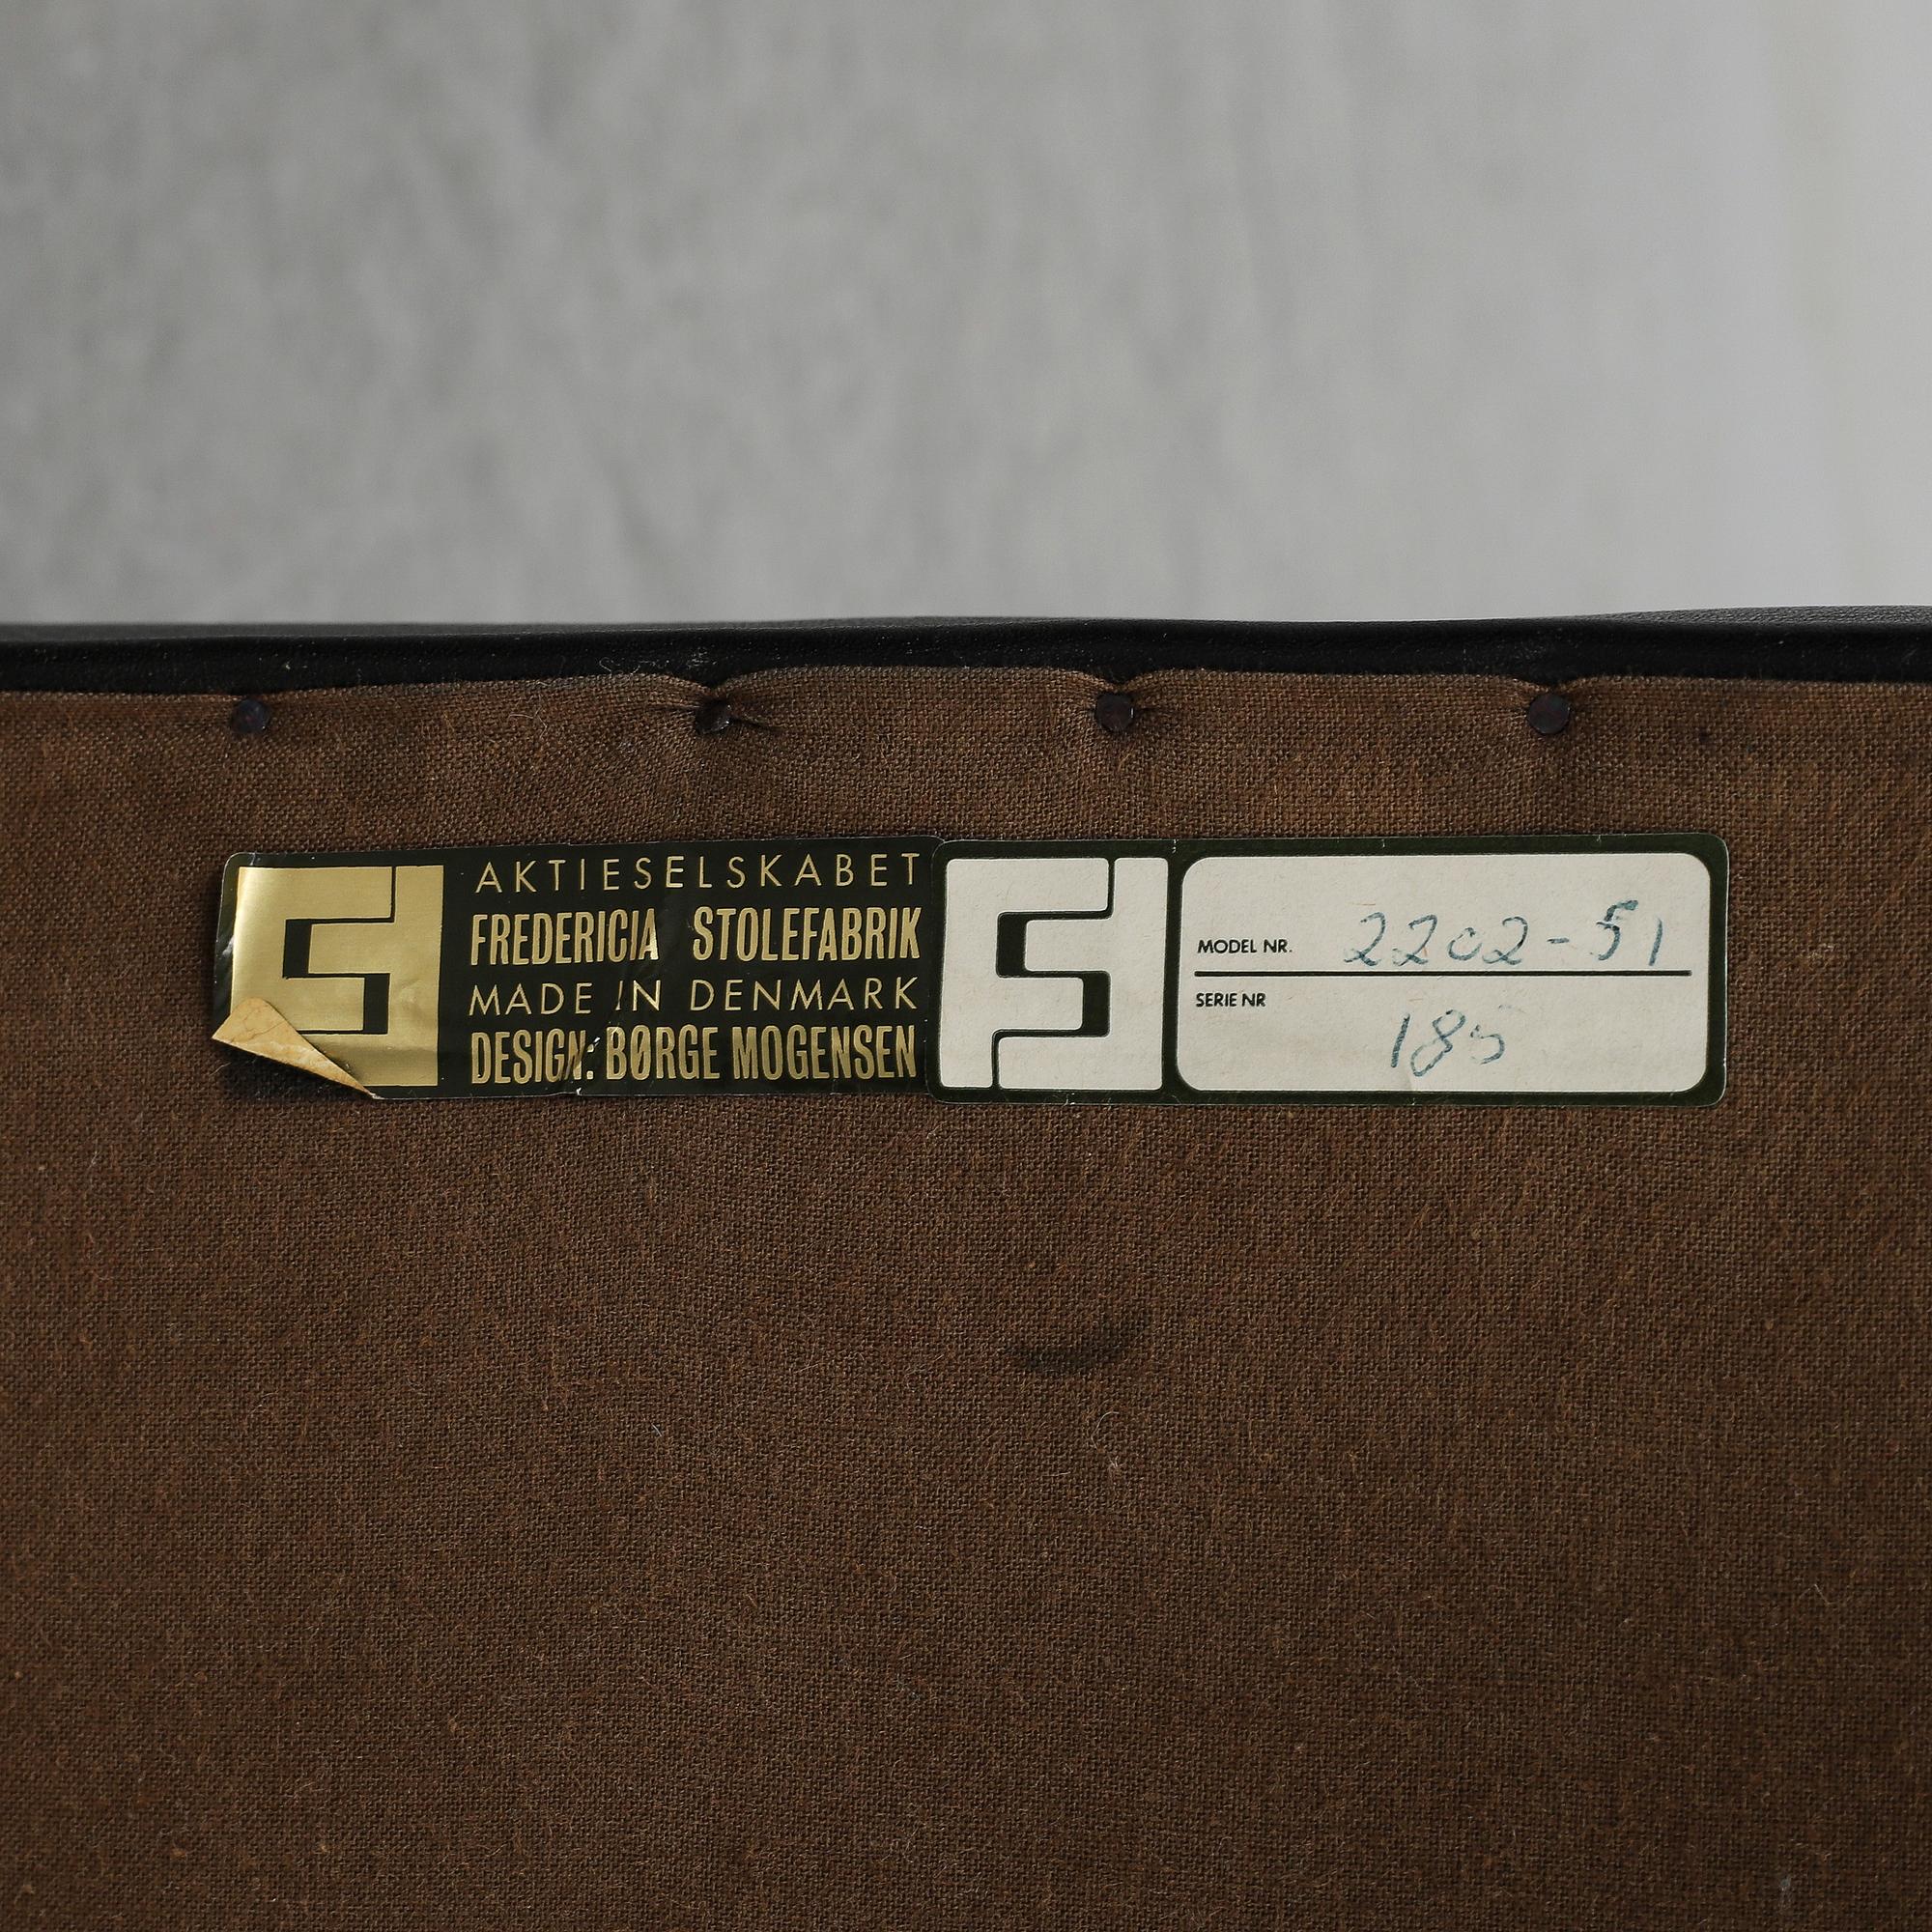 AKTIESELSKABET
FREDERICIA STOLEFABRIK
MADE IN DENMARK
DESIGN: BØRGE MOGENSEN
MODEL NR. 2202-51
SERIE NR
185